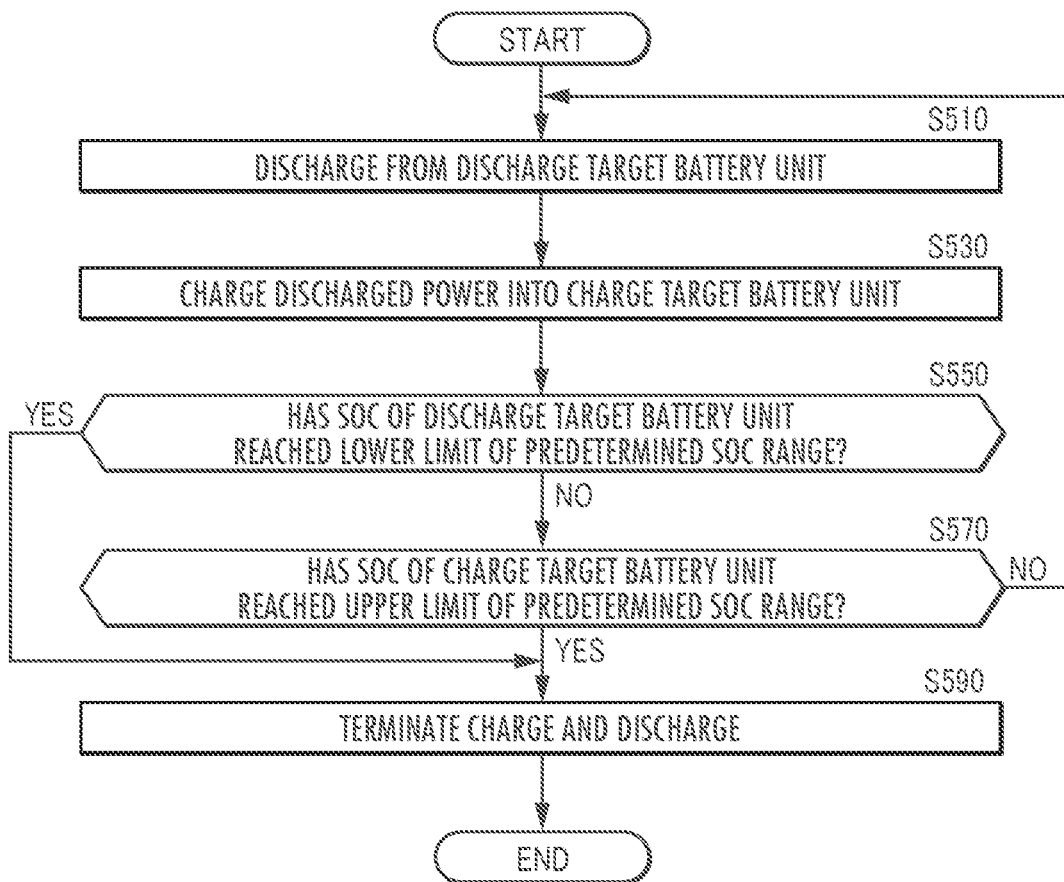 START
S510
DISCHARGE FROM DISCHARGE TARGET BATTERY UNIT
S530
CHARGE DISCHARGED POWER INTO CHARGE TARGET BATTERY UNIT
S550
YES
HAS SOC OF DISCHARGE TARGET BATTERY UNIT
REACHED LOWER LIMIT OF PREDETERMINED SOC RANGE?
NO
S570
HAS SOC OF CHARGE TARGET BATTERY UNIT
REACHED UPPER LIMIT OF PREDETERMINED SOC RANGE?
NO
YES
S590
TERMINATE CHARGE AND DISCHARGE
END